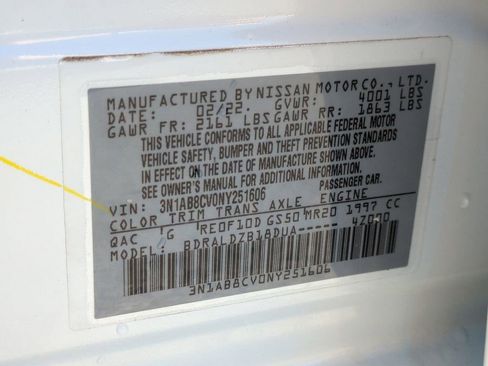 MANUFACTURED BY NISSAN MOTOR CO., LTD.
DATE: 02/22 GVWR: 4001 LBS
GAWR FR: 2161 LBS GAWR RR: 1863 LBS
THIS VEHICLE CONFORMS TO ALL APPLICABLE FEDERAL MOTOR
VEHICLE SAFETY, BUMPER AND THEFT PREVENTION STANDARDS
IN EFFECT ON THE DATE OF MANUFACTURE SHOWN ABOVE.
SEE OWNER'S MANUAL FOR ADDITIONAL INFORMATION.
VIN: 3N1AB8CV0NY251606 PASSENGER CAR.
COLOR TRIM TRANS AXLE ENGINE
QAC G RE0F10D GS50 MR20 1997 CC
MODEL: BDRALDZB18DUA----- 4Z000
3N1AB8CV0NY251606